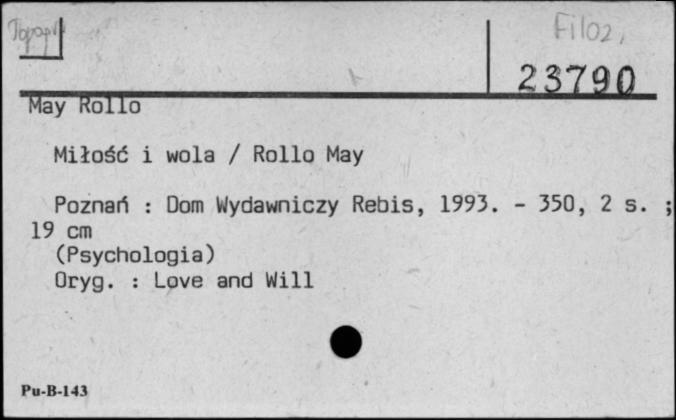 Filoz.
23790
May Rollo
Miłość i wola / Rollo May
Poznań : Dom Wydawniczy Rebis, 1993. - 350, 2 s. ;
19 cm
(Psychologia)
Oryg. : Love and Will
Pu-B-143